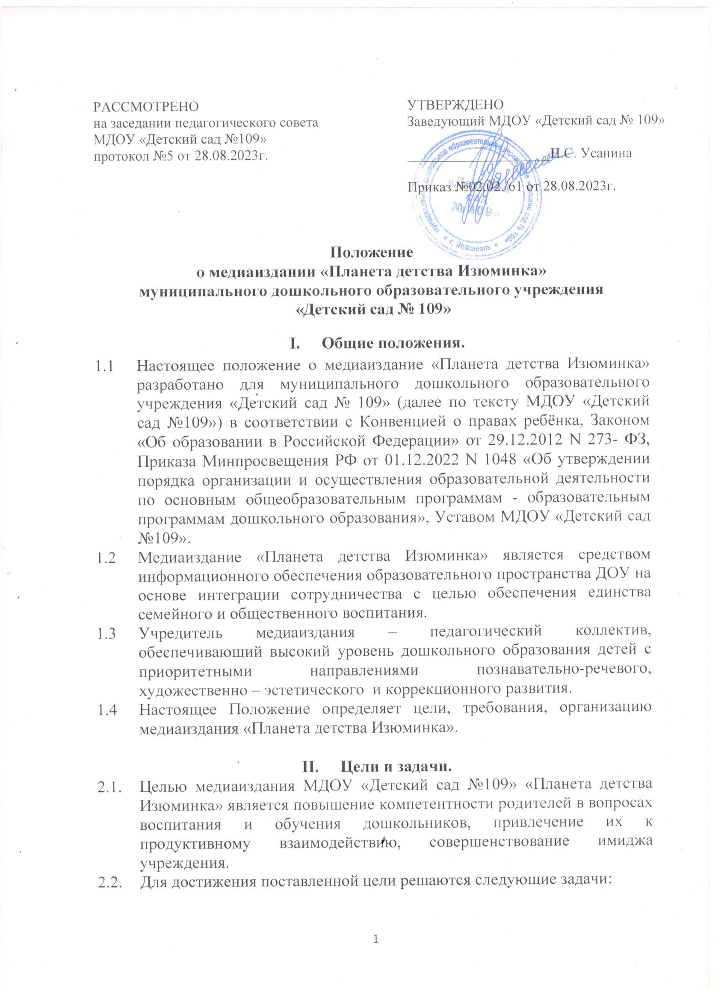 РАССМОТРЕНО
на заседании педагогического совета
МДОУ «Детский сад №109»
протокол №5 от 28.08.2023г.
УТВЕРЖДЕНО
Заведующий МДОУ «Детский сад № 109»
Н.С. Усанина
Приказ №02.02./61 от 28.08.2023г.
муниципальное дошкольное образовательное учреждение «Детский сад № 109»
* г. Ярославль *
«Детский
сад
№ 109»
Положение
о медиаиздании «Планета детства Изюминка»
муниципального дошкольного образовательного учреждения
«Детский сад № 109»
I. Общие положения.
1.1 Настоящее положение о медиаиздание «Планета детства Изюминка»
разработано для муниципального дошкольного образовательного
учреждения «Детский сад № 109» (далее по тексту МДОУ «Детский
сад №109») в соответствии с Конвенцией о правах ребёнка, Законом
«Об образовании в Российской Федерации» от 29.12.2012 N 273- ФЗ,
Приказа Минпросвещения РФ от 01.12.2022 N 1048 «Об утверждении
порядка организации и осуществления образовательной деятельности
по основным общеобразовательным программам - образовательным
программам дошкольного образования», Уставом МДОУ «Детский сад
№109».
1.2 Медиаиздание «Планета детства Изюминка» является средством
информационного обеспечения образовательного пространства ДОУ на
основе интеграции сотрудничества с целью обеспечения единства
семейного и общественного воспитания.
1.3 Учредитель медиаиздания – педагогический коллектив,
обеспечивающий высокий уровень дошкольного образования детей с
приоритетными направлениями познавательно-речевого,
художественно – эстетического и коррекционного развития.
1.4 Настоящее Положение определяет цели, требования, организацию
медиаиздания «Планета детства Изюминка».
II. Цели и задачи.
2.1. Целью медиаиздания МДОУ «Детский сад №109» «Планета детства
Изюминка» является повышение компетентности родителей в вопросах
воспитания и обучения дошкольников, привлечение их к
продуктивному взаимодействию, совершенствование имиджа
учреждения.
2.2. Для достижения поставленной цели решаются следующие задачи:
1